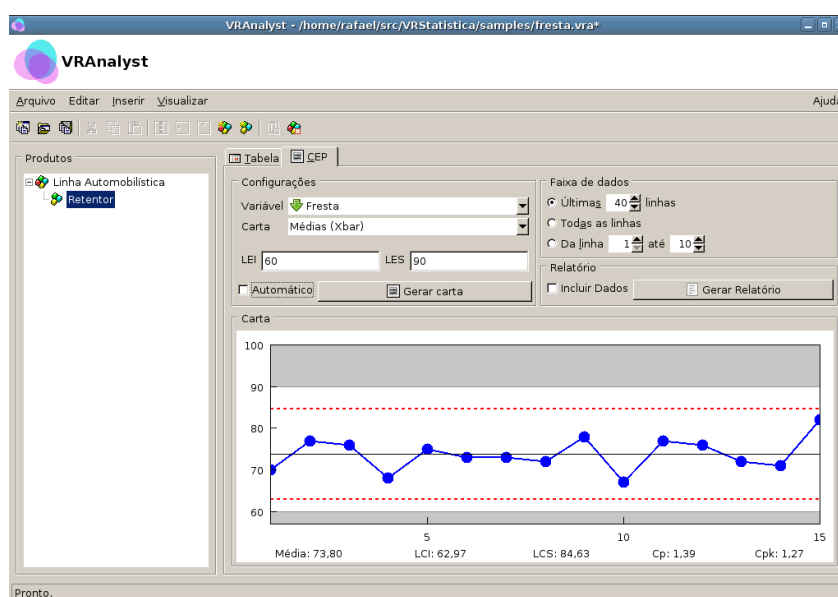 VRAnalyst - /home/rafael/src/VRStatistica/samples/fresta.vra*
VRAnalyst
Arquivo Editar Inserir Visualizar Ajuda
Produtos
Linha Automobilística
Retentor
Tabela CEP
Configurações
Variável Fresta
Carta Médias (Xbar)
LEI 60 LES 90
Automático Gerar carta
Faixa de dados
Últimas 40 linhas
Todas as linhas
Da linha 1 até 10
Relatório
Incluir Dados Gerar Relatório
Carta
100
90
80
70
60
5 10 15
Média: 73,80 LCI: 62,97 LCS: 84,63 Cp: 1,39 Cpk: 1,27
Pronto.